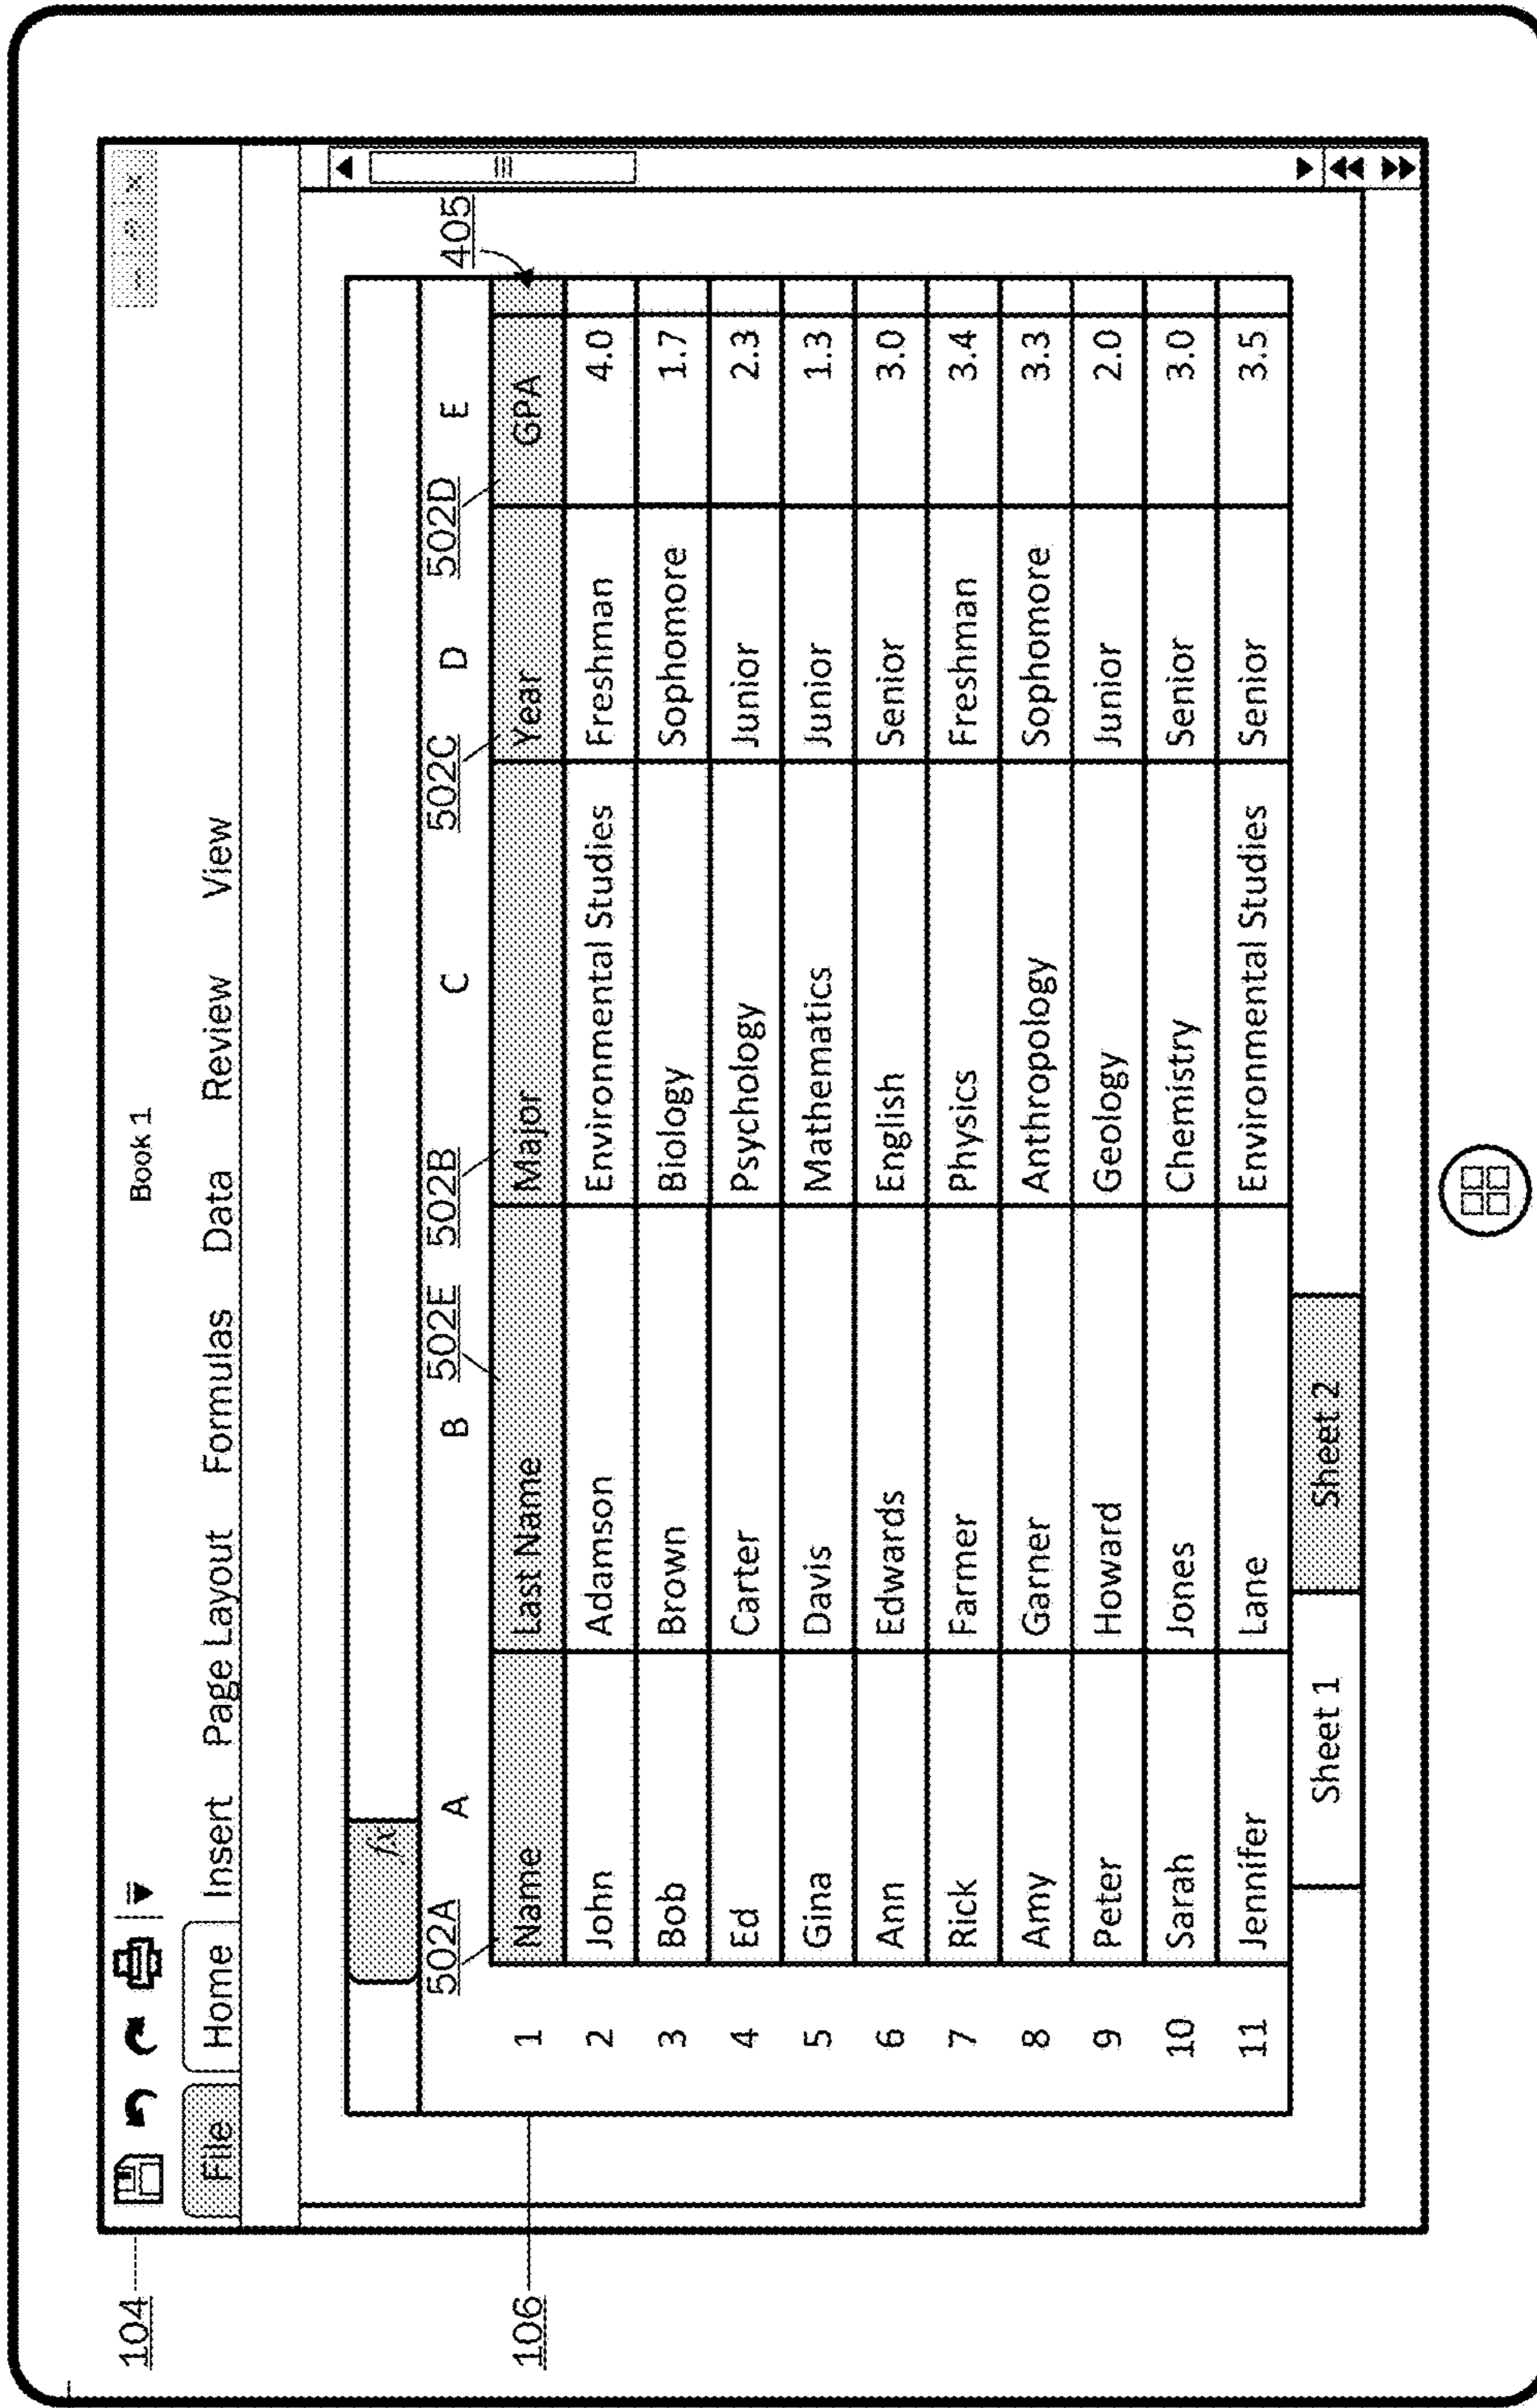 104
Book 1
File Home Insert Page Layout Formulas Data Review View
fx
502A A B 502E 502B C 502C D 502D E 405
106
1 Name Last Name Major Year GPA
2 John Adamson Environmental Studies Freshman 4.0
3 Bob Brown Biology Sophomore 1.7
4 Ed Carter Psychology Junior 2.3
5 Gina Davis Mathematics Junior 1.3
6 Ann Edwards English Senior 3.0
7 Rick Farmer Physics Freshman 3.4
8 Amy Garner Anthropology Sophomore 3.3
9 Peter Howard Geology Junior 2.0
10 Sarah Jones Chemistry Senior 3.0
11 Jennifer Lane Environmental Studies Senior 3.5
Sheet 1 Sheet 2